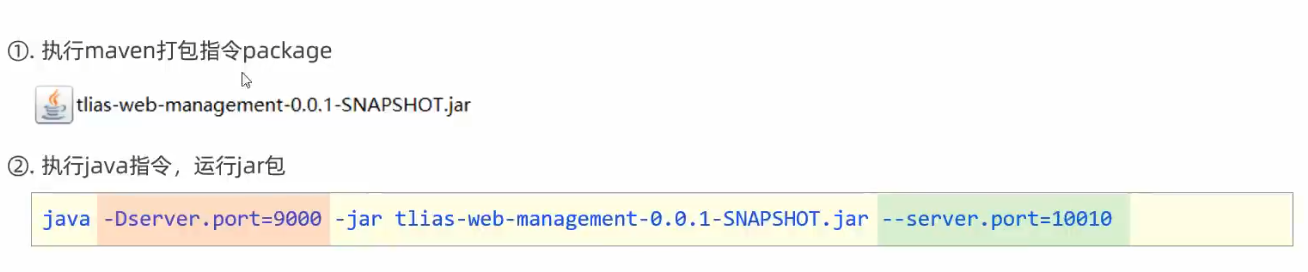 ①. 执行maven打包指令package
tlias-web-management-0.0.1-SNAPSHOT.jar
②. 执行java指令，运行jar包
java -Dserver.port=9000 -jar tlias-web-management-0.0.1-SNAPSHOT.jar --server.port=10010